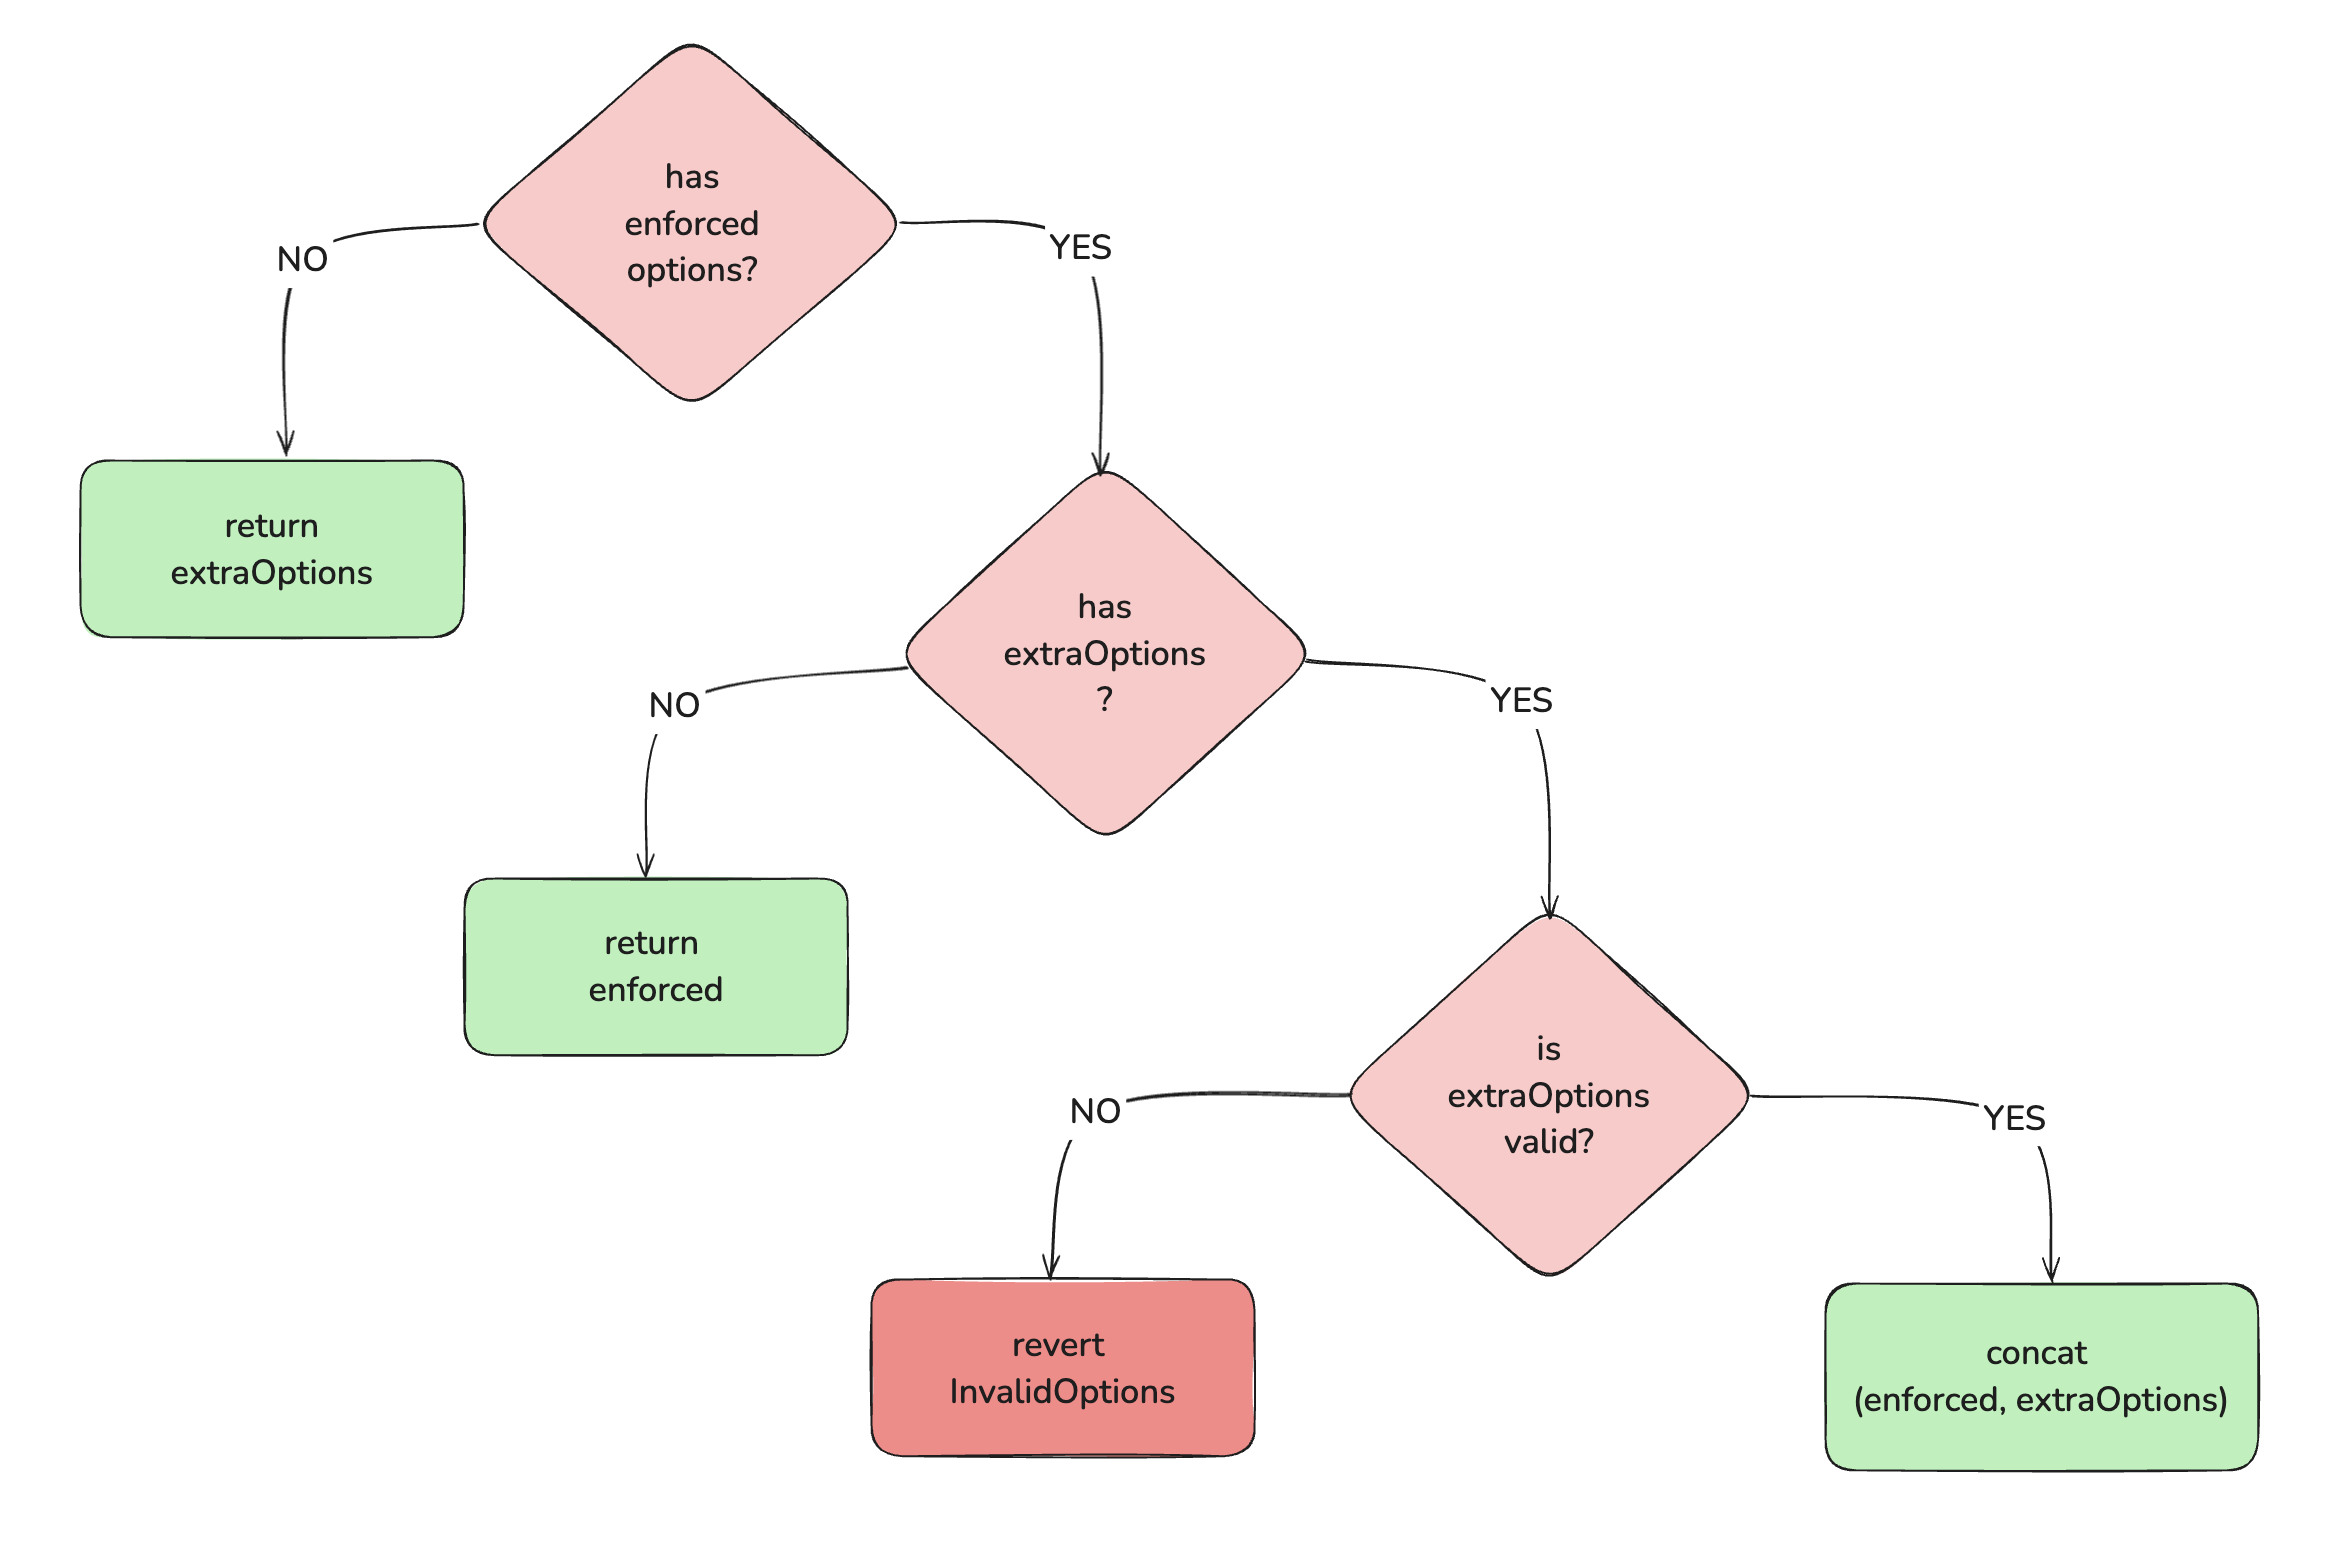 has
enforced
options?
NO
YES
return
extraOptions
has
extraOptions
?
NO
YES
return
enforced
is
extraOptions
valid?
NO
YES
revert
InvalidOptions
concat
(enforced, extraOptions)